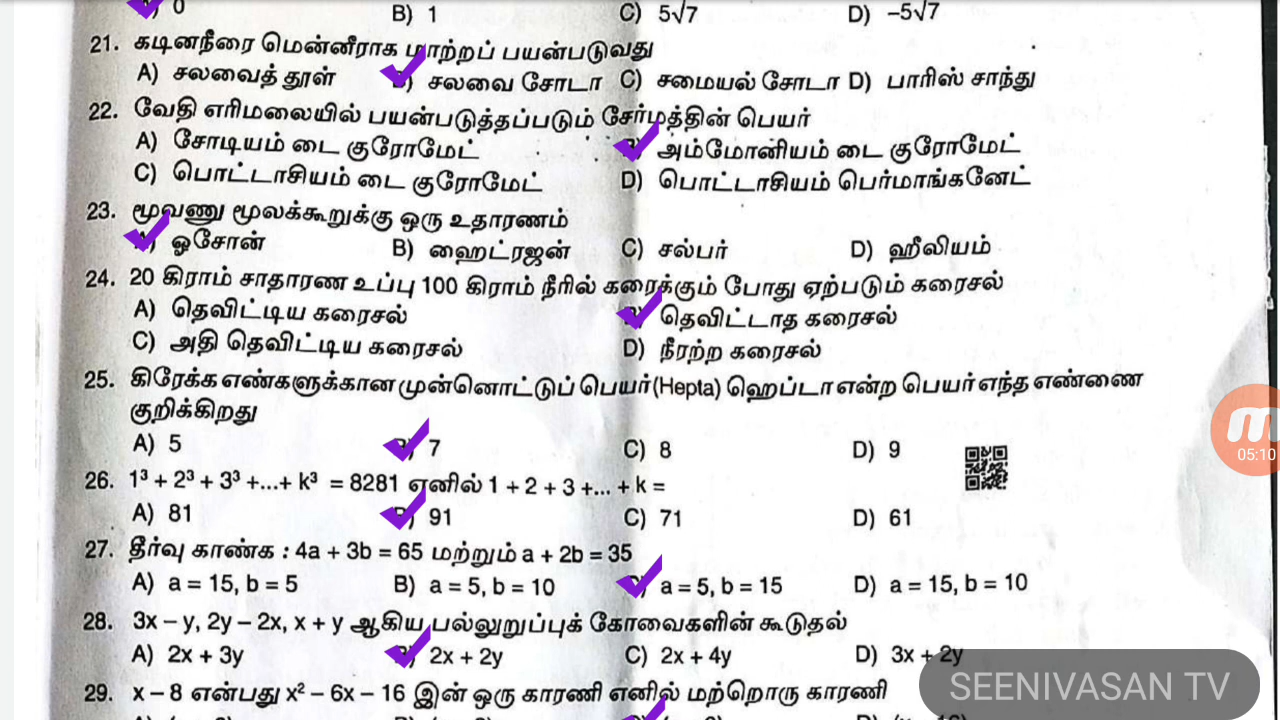 0 B) 1 C) 5√7 D) –5√7
21. கடினநீரை மென்னீராக மாற்றப் பயன்படுவது
A) சலவைத் தூள் B) சலவை சோடா C) சமையல் சோடா D) பாரிஸ் சாந்து
22. வேதி எரிமலையில் பயன்படுத்தப்படும் சேர்மத்தின் பெயர்
A) சோடியம் டை குரோமேட் B) அம்மோனியம் டை குரோமேட்
C) பொட்டாசியம் டை குரோமேட் D) பொட்டாசியம் பெர்மாங்கனேட்
23. மூவணு மூலக்கூறுக்கு ஒரு உதாரணம்
A) ஓசோன் B) ஹைட்ரஜன் C) சல்பர் D) ஹீலியம்
24. 20 கிராம் சாதாரண உப்பு 100 கிராம் நீரில் கரைக்கும் போது ஏற்படும் கரைசல்
A) தெவிட்டிய கரைசல் B) தெவிட்டாத கரைசல்
C) அதி தெவிட்டிய கரைசல் D) நீரற்ற கரைசல்
25. கிரேக்க எண்களுக்கான முன்னொட்டுப் பெயர் (Hepta) ஹெப்டா என்ற பெயர் எந்த எண்ணை
குறிக்கிறது
A) 5 B) 7 C) 8 D) 9
26. 1³ + 2³ + 3³ +...+ k³ = 8281 எனில் 1 + 2 + 3 +... + k =
A) 81 B) 91 C) 71 D) 61
27. தீர்வு காண்க : 4a + 3b = 65 மற்றும் a + 2b = 35
A) a = 15, b = 5 B) a = 5, b = 10 C) a = 5, b = 15 D) a = 15, b = 10
28. 3x – y, 2y – 2x, x + y ஆகிய பல்லுறுப்புக் கோவைகளின் கூடுதல்
A) 2x + 3y B) 2x + 2y C) 2x + 4y D) 3x + 2y
29. x – 8 என்பது x² – 6x – 16 இன் ஒரு காரணி எனில் மற்றொரு காரணி
05:10
SEENIVASAN TV